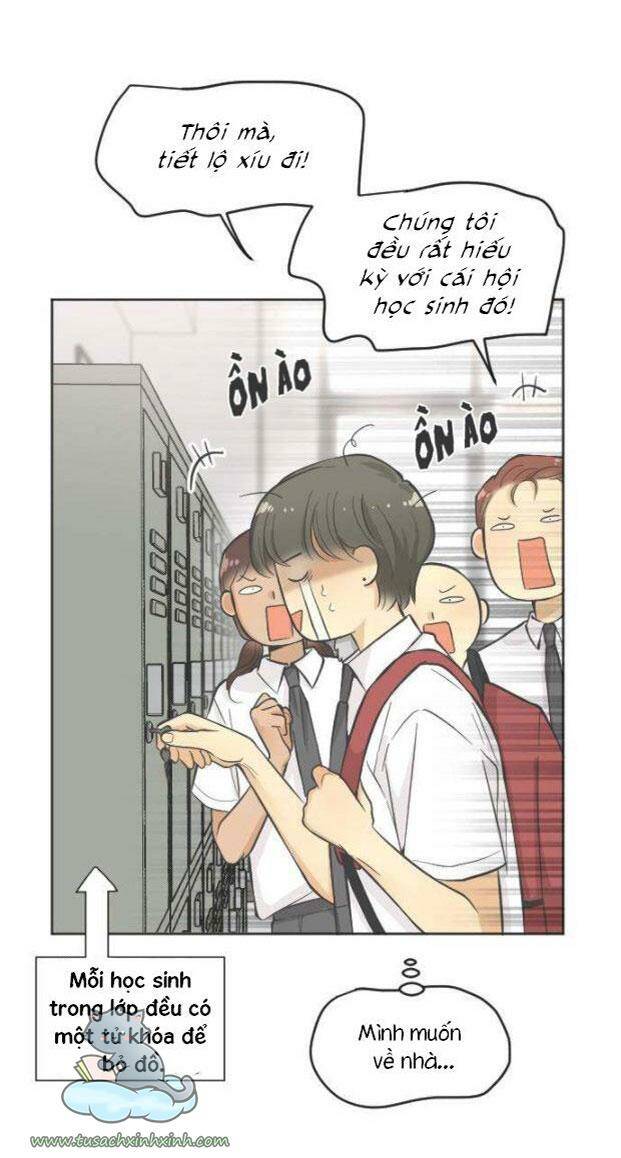 Thôi mà,
tiết lộ xíu đi!
Chúng tôi
đều rất hiếu
kỳ với cái hội
học sinh đó!
ỒN ÀO
ỒN ÀO
Mỗi học sinh
trong lớp đều có
một tử khóa để
bỏ đồ.
Mình muốn
về nhà...
www.tusachxinhxinh.com